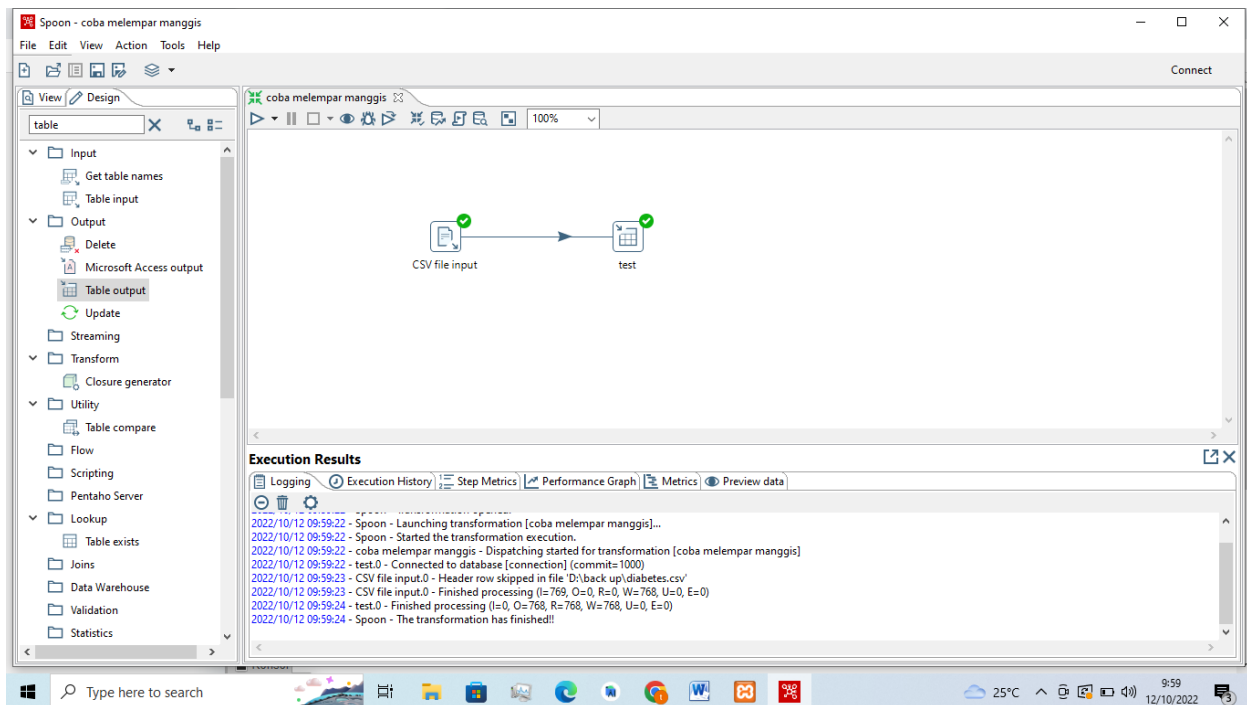 Spoon - coba melempar manggis
File Edit View Action Tools Help
Connect
View Design
table
Input
Get table names
Table input
Output
Delete
Microsoft Access output
Table output
Update
Streaming
Transform
Closure generator
Utility
Table compare
Flow
Scripting
Pentaho Server
Lookup
Table exists
Joins
Data Warehouse
Validation
Statistics
coba melempar manggis
100%
CSV file input
test
Execution Results
Logging Execution History Step Metrics Performance Graph Metrics Preview data
2022/10/12 09:59:22 - Spoon - Launching transformation [coba melempar manggis]...
2022/10/12 09:59:22 - Spoon - Started the transformation execution.
2022/10/12 09:59:22 - coba melempar manggis - Dispatching started for transformation [coba melempar manggis]
2022/10/12 09:59:22 - test.0 - Connected to database [connection] (commit=1000)
2022/10/12 09:59:23 - CSV file input.0 - Header row skipped in file 'D:\back up\diabetes.csv'
2022/10/12 09:59:23 - CSV file input.0 - Finished processing (I=769, O=0, R=0, W=768, U=0, E=0)
2022/10/12 09:59:24 - test.0 - Finished processing (I=0, O=768, R=768, W=768, U=0, E=0)
2022/10/12 09:59:24 - Spoon - The transformation has finished!!
Type here to search
25°C
9:59
12/10/2022
3